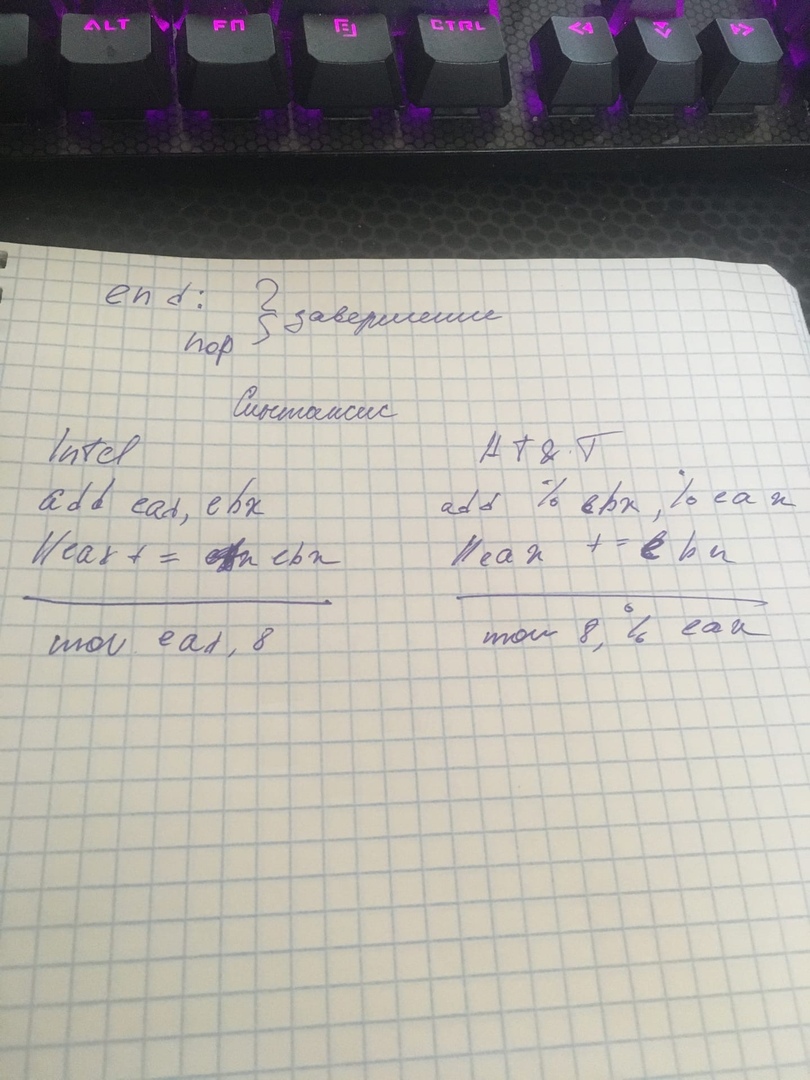 ALT FN CTRL
end: } завершение
nop
Синтаксис
Intel AT&T
add eax, ebx add %ebx, %eax
//eax += ebx //eax += ebx
mov eax, 8 mov 8, %eax